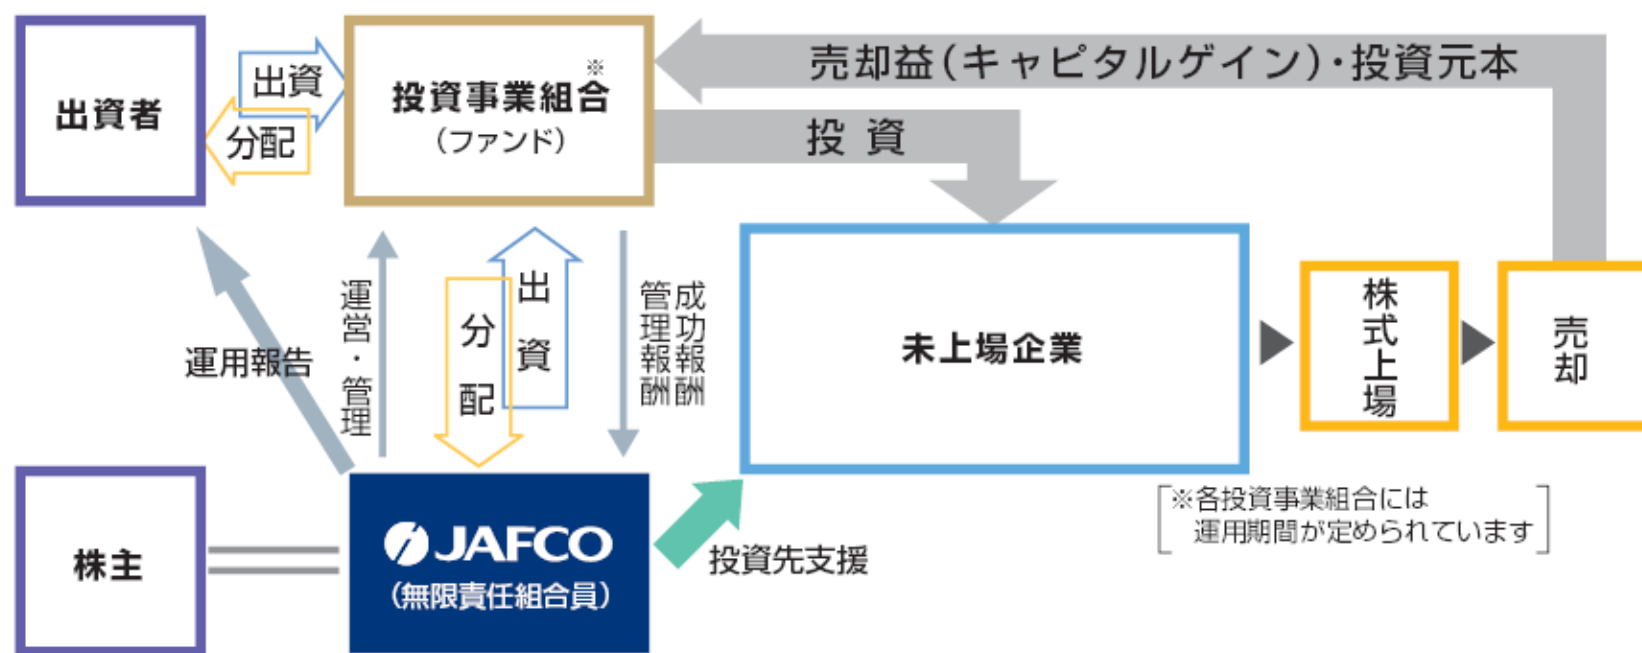 出資者
出資
分配
投資事業組合※
（ファンド）
売却益（キャピタルゲイン）・投資元本
投 資
運用報告
運営・管理
分配
出資
成功報酬
管理報酬
未上場企業
株式上場
売却
※各投資事業組合には
運用期間が定められています
株主
JAFCO
（無限責任組合員）
投資先支援